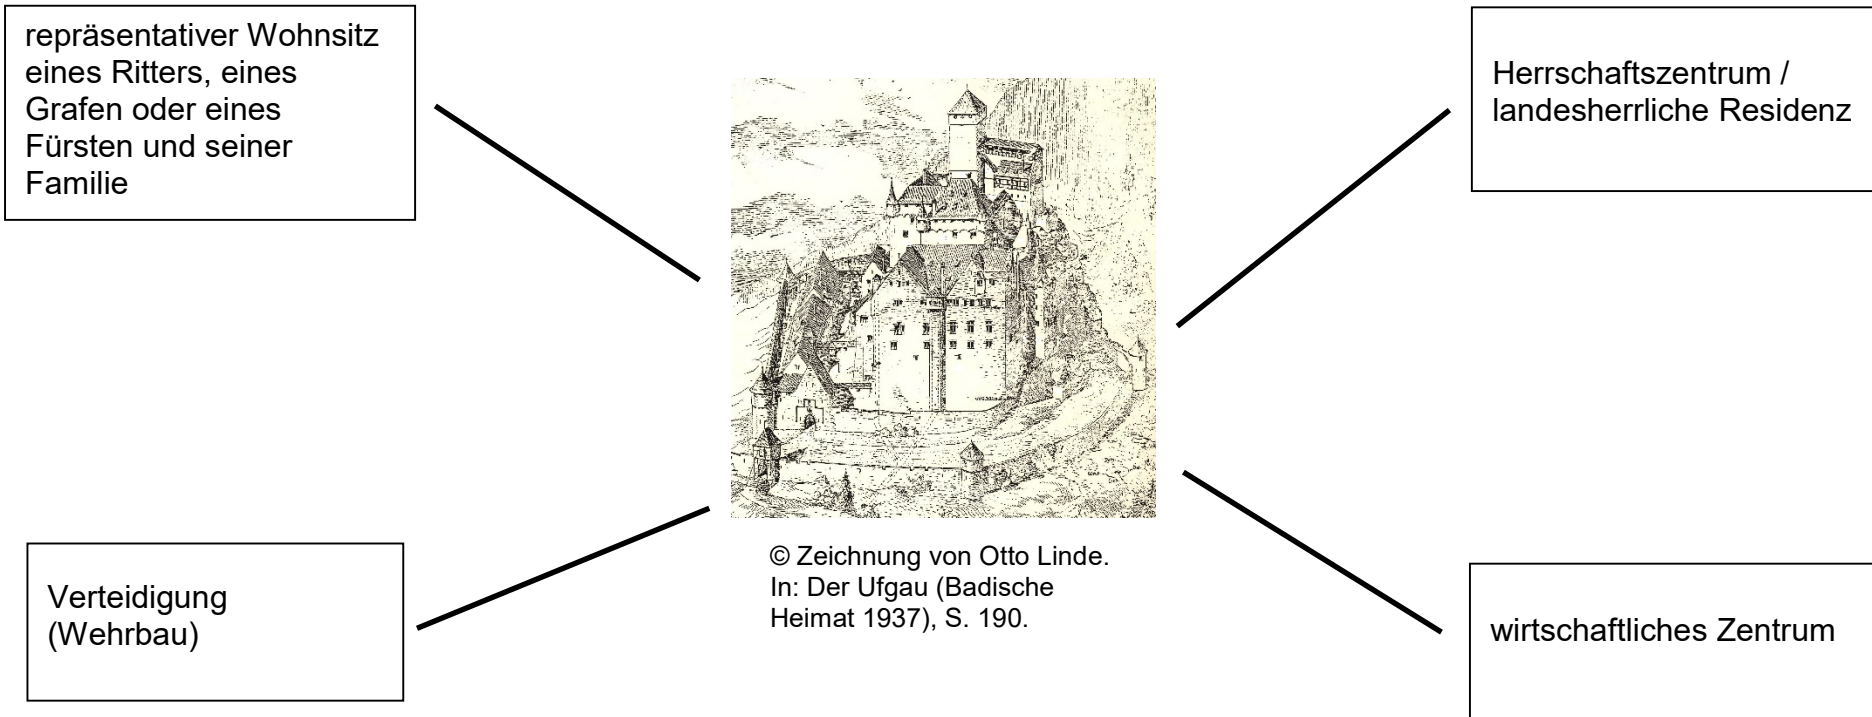 repräsentativer Wohnsitz
eines Ritters, eines
Grafen oder eines
Fürsten und seiner
Familie
Herrschaftszentrum /
landesherrliche Residenz
Verteidigung
(Wehrbau)
© Zeichnung von Otto Linde.
In: Der Ufgau (Badische
Heimat 1937), S. 190.
wirtschaftliches Zentrum